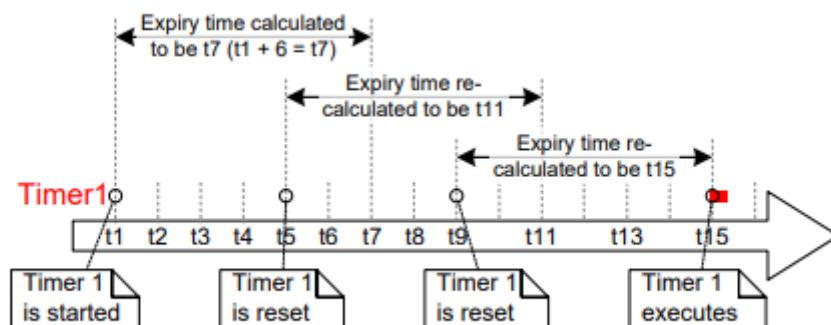 Expiry time calculated
to be t7 (t1 + 6 = t7)
Expiry time re-
calculated to be t11
Expiry time re-
calculated to be t15
Timer1
t1 t2 t3 t4 t5 t6 t7 t8 t9 t11 t13 t15
Timer 1
is started
Timer 1
is reset
Timer 1
is reset
Timer 1
executes